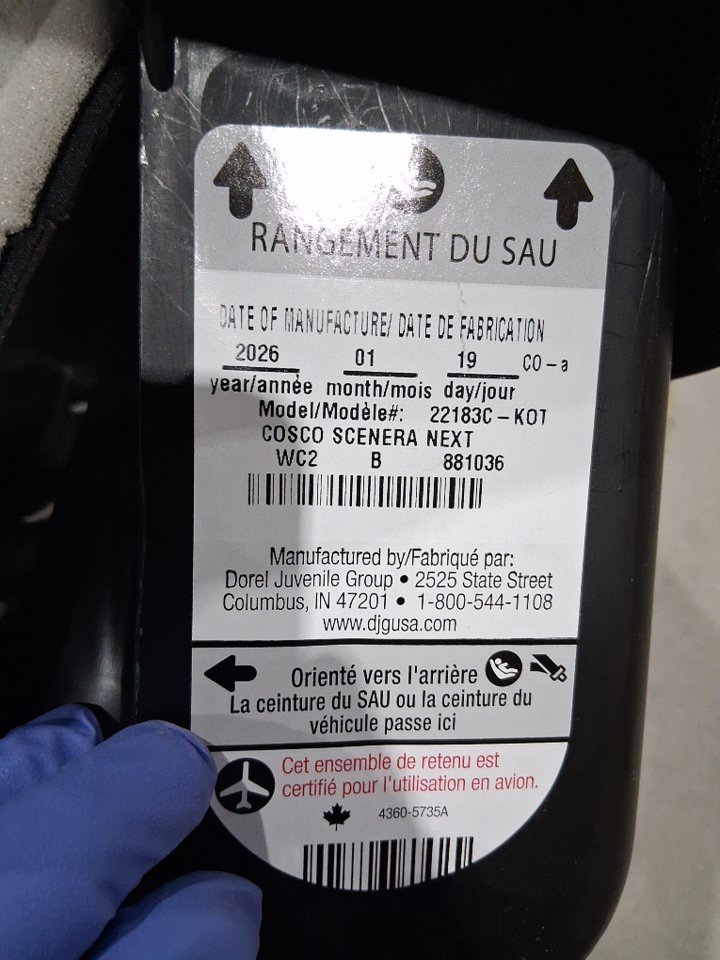 RANGEMENT DU SAU
DATE OF MANUFACTURE/ DATE DE FABRICATION
2026 01 19 CO-a
year/année month/mois day/jour
Model/Modèle#: 22183C-KOT
COSCO SCENERA NEXT
WC2 B 881036
Manufactured by/Fabriqué par:
Dorel Juvenile Group • 2525 State Street
Columbus, IN 47201 • 1-800-544-1108
www.djgusa.com
Orienté vers l'arrière
La ceinture du SAU ou la ceinture du
véhicule passe ici
Cet ensemble de retenu est
certifié pour l'utilisation en avion.
4360-5735A